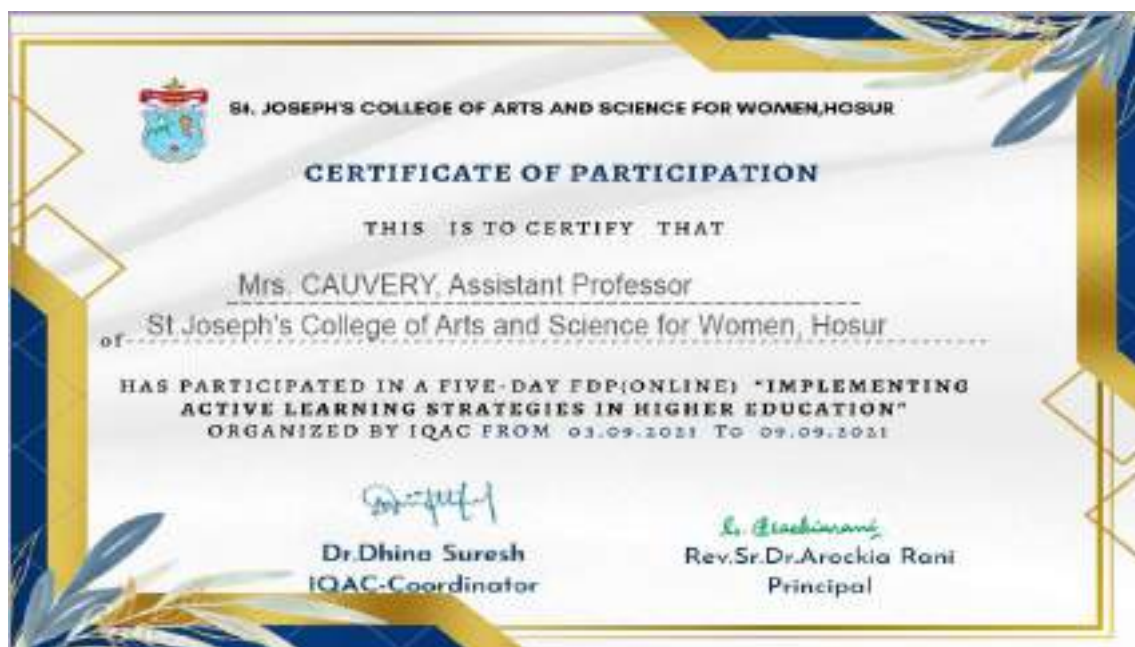 St. JOSEPH'S COLLEGE OF ARTS AND SCIENCE FOR WOMEN,HOSUR
CERTIFICATE OF PARTICIPATION
THIS IS TO CERTIFY THAT
Mrs. CAUVERY, Assistant Professor
of St Joseph's College of Arts and Science for Women, Hosur
HAS PARTICIPATED IN A FIVE-DAY FDP(ONLINE) "IMPLEMENTING
ACTIVE LEARNING STRATEGIES IN HIGHER EDUCATION"
ORGANIZED BY IQAC FROM 03.09.2021 TO 09.09.2021
Dr.Dhina Suresh
IQAC-Coordinator
Rev.Sr.Dr.Arockia Rani
Principal